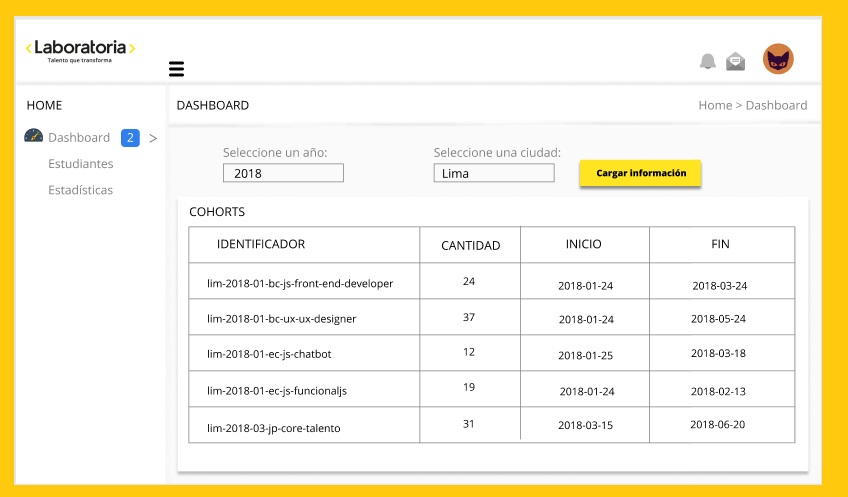 <Laboratoria>
Talento que transforma
HOME
DASHBOARD
Home > Dashboard
Dashboard 2 >
Estudiantes
Estadísticas
Seleccione un año:
Seleccione una ciudad:
2018
Lima
Cargar información
COHORTS
IDENTIFICADOR CANTIDAD INICIO FIN
lim-2018-01-bc-js-front-end-developer 24 2018-01-24 2018-03-24
lim-2018-01-bc-ux-ux-designer 37 2018-01-24 2018-05-24
lim-2018-01-ec-js-chatbot 12 2018-01-25 2018-03-18
lim-2018-01-ec-js-funcionaljs 19 2018-01-24 2018-02-13
lim-2018-03-jp-core-talento 31 2018-03-15 2018-06-20